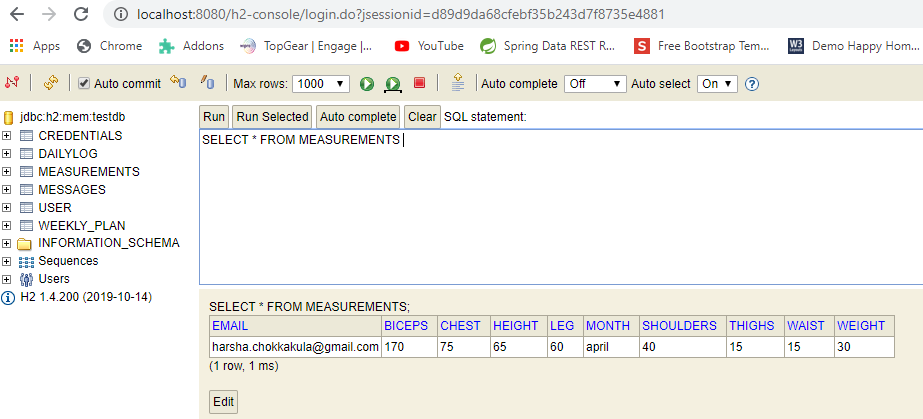 localhost:8080/h2-console/login.do?jsessionid=d89d9da68cfebf35b243d7f8735e4881
Apps Chrome Addons TopGear | Engage |... YouTube Spring Data REST R... Free Bootstrap Tem... W3 Demo Happy Hom...
Auto commit Max rows: 1000 Auto complete Off Auto select On
jdbc:h2:mem:testdb
CREDENTIALS
DAILYLOG
MEASUREMENTS
MESSAGES
USER
WEEKLY_PLAN
INFORMATION_SCHEMA
Sequences
Users
H2 1.4.200 (2019-10-14)
Run Run Selected Auto complete Clear SQL statement:
SELECT * FROM MEASUREMENTS
SELECT * FROM MEASUREMENTS;
EMAIL BICEPS CHEST HEIGHT LEG MONTH SHOULDERS THIGHS WAIST WEIGHT
harsha.chokkakula@gmail.com 170 75 65 60 april 40 15 15 30
(1 row, 1 ms)
Edit